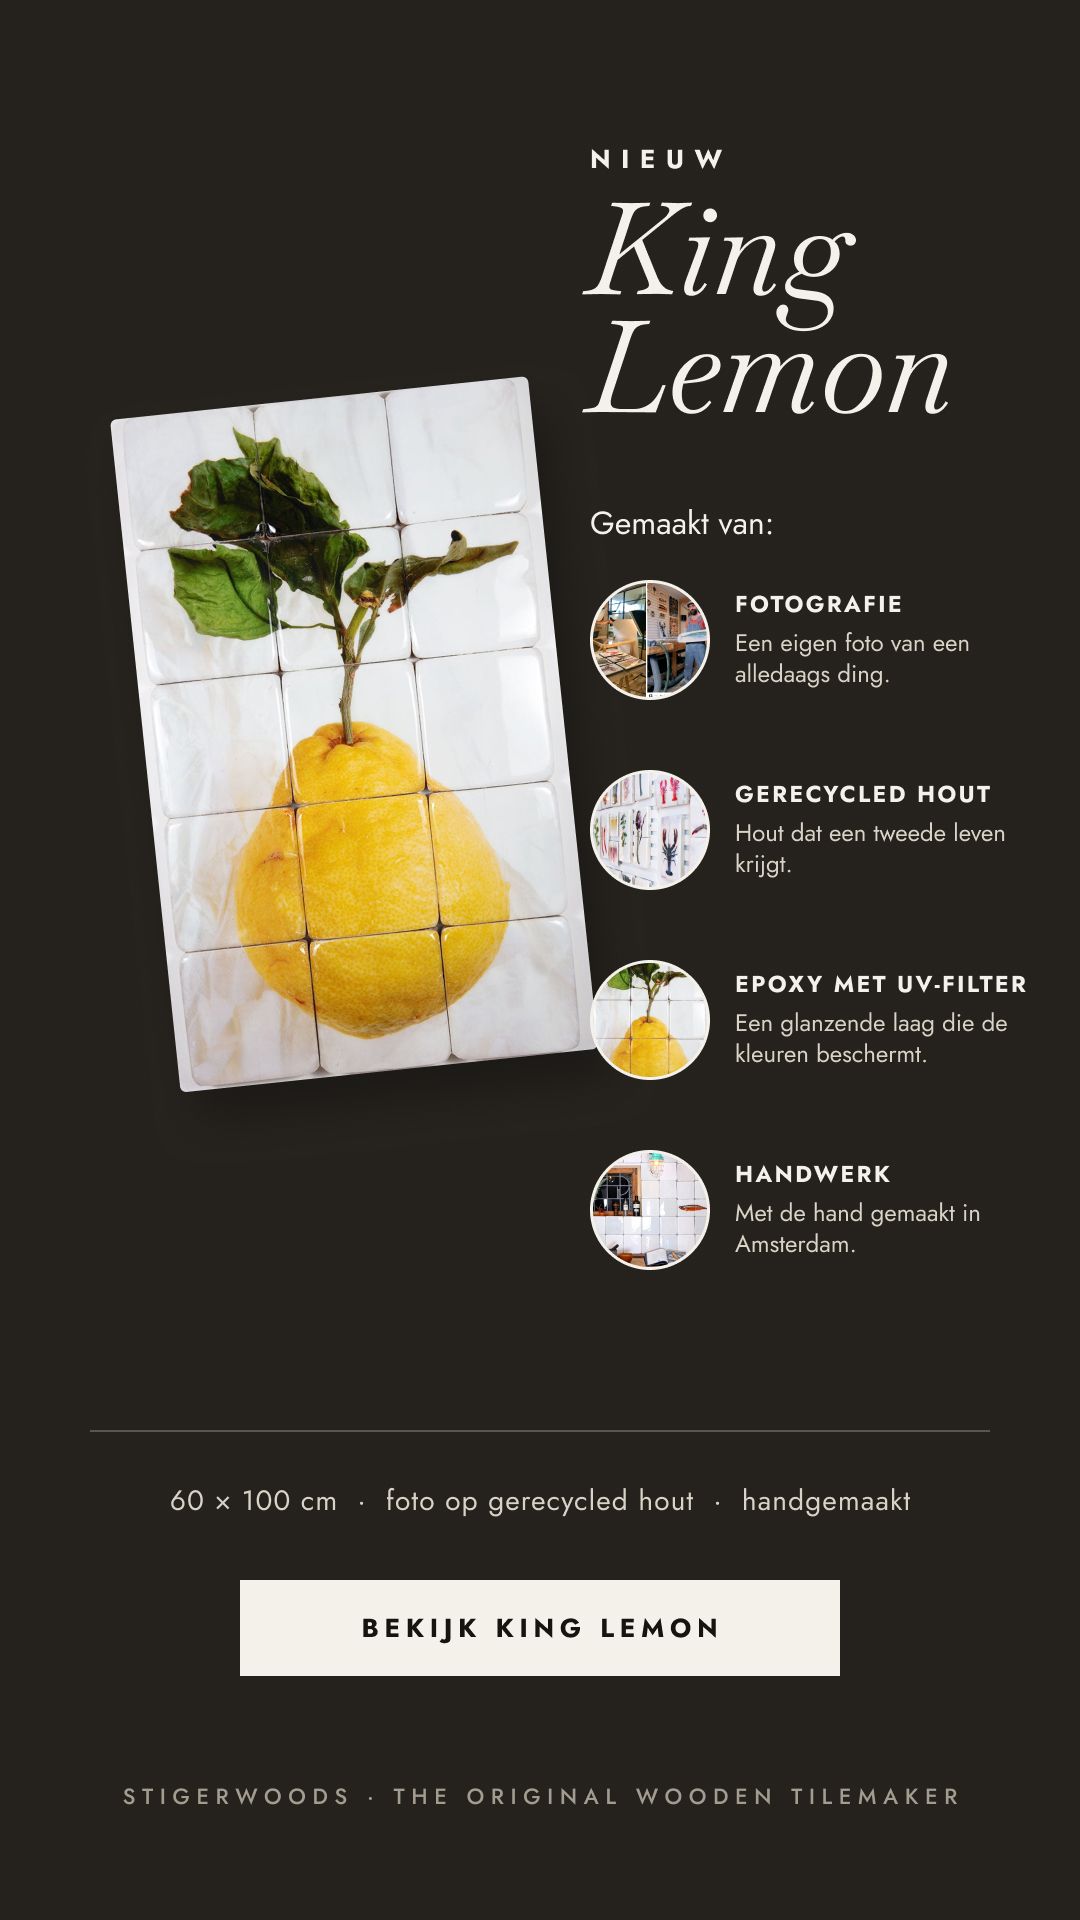 NIEUW
King
Lemon
Gemaakt van:
FOTOGRAFIE
Een eigen foto van een
alledaags ding.
GERECYCLED HOUT
Hout dat een tweede leven
krijgt.
EPOXY MET UV-FILTER
Een glanzende laag die de
kleuren beschermt.
HANDWERK
Met de hand gemaakt in
Amsterdam.
60 × 100 cm · foto op gerecycled hout · handgemaakt
BEKIJK KING LEMON
STIGERWOODS · THE ORIGINAL WOODEN TILEMAKER